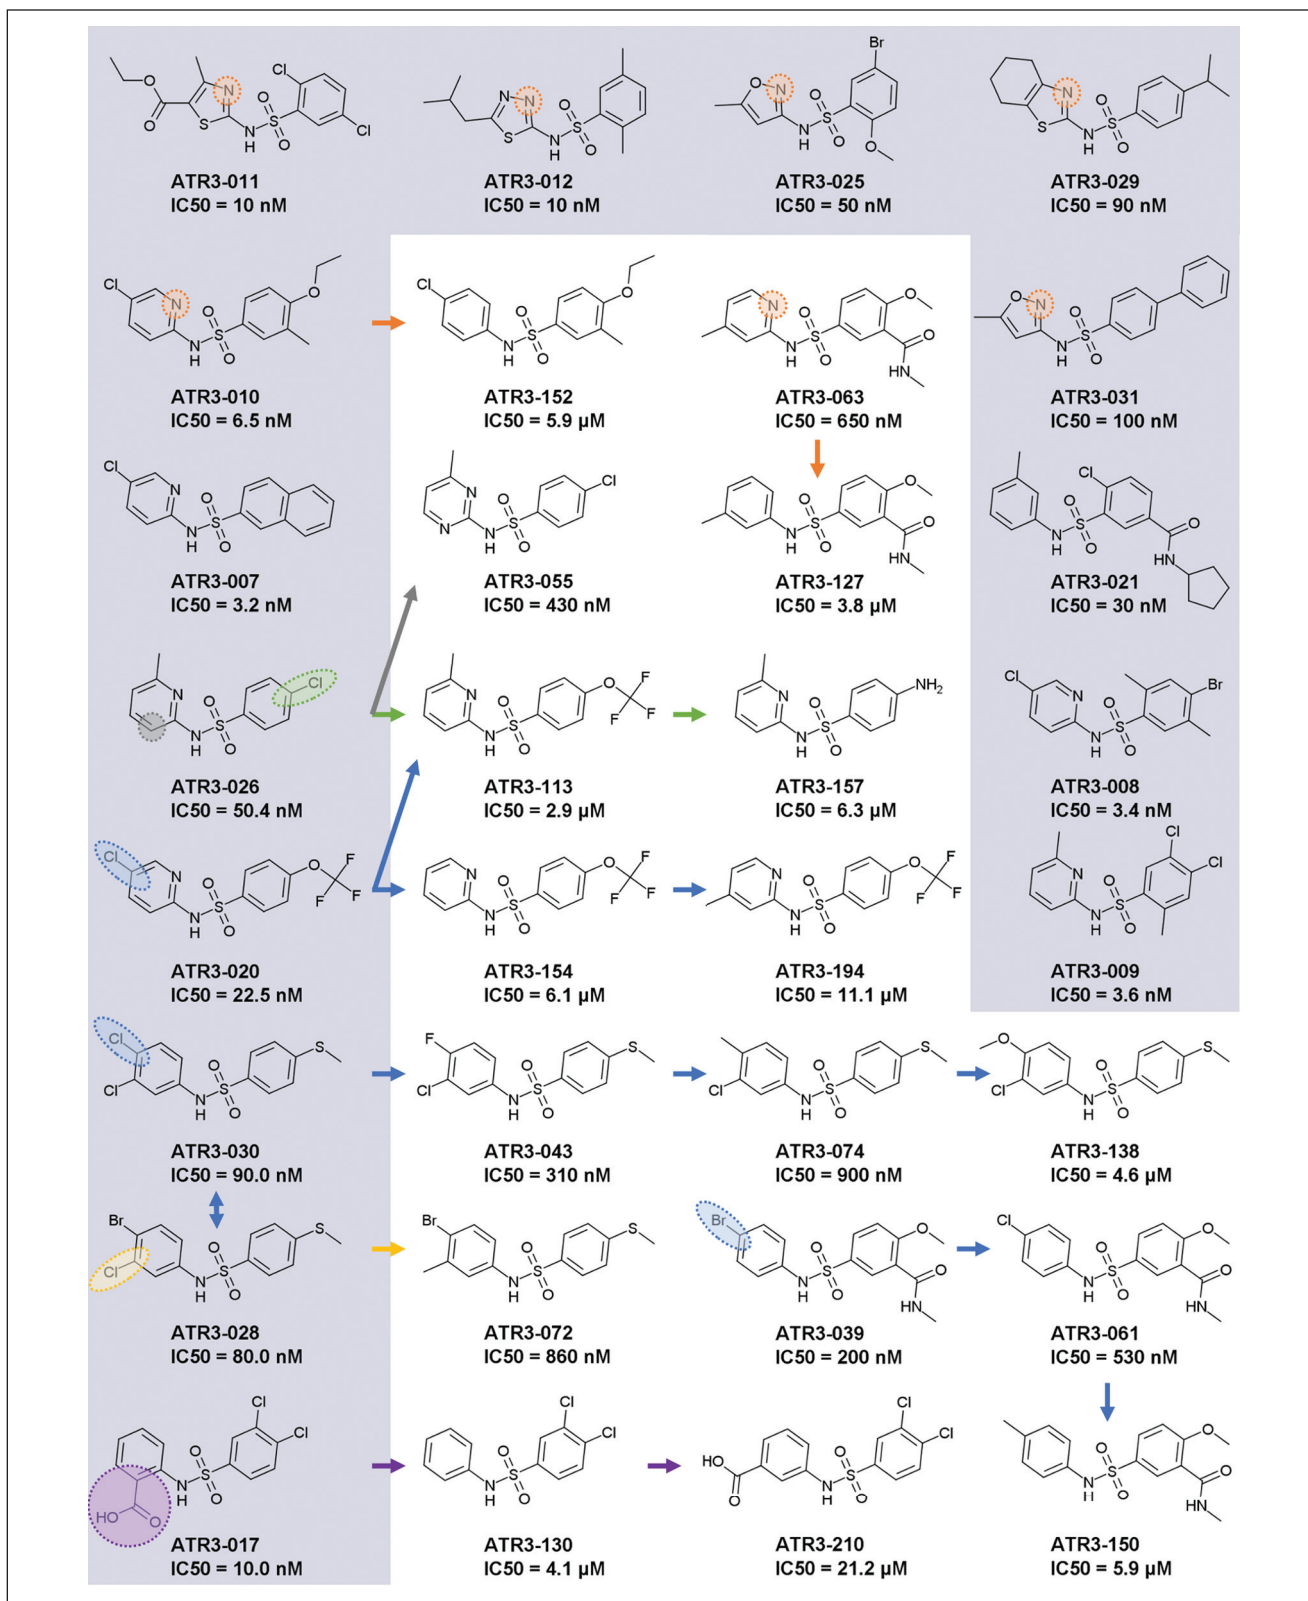 ATR3-011
IC50 = 10 nM
ATR3-012
IC50 = 10 nM
ATR3-025
IC50 = 50 nM
ATR3-029
IC50 = 90 nM
ATR3-010
IC50 = 6.5 nM
ATR3-152
IC50 = 5.9 µM
ATR3-063
IC50 = 650 nM
ATR3-031
IC50 = 100 nM
ATR3-007
IC50 = 3.2 nM
ATR3-055
IC50 = 430 nM
ATR3-127
IC50 = 3.8 µM
ATR3-021
IC50 = 30 nM
ATR3-026
IC50 = 50.4 nM
ATR3-113
IC50 = 2.9 µM
ATR3-157
IC50 = 6.3 µM
ATR3-008
IC50 = 3.4 nM
ATR3-020
IC50 = 22.5 nM
ATR3-154
IC50 = 6.1 µM
ATR3-194
IC50 = 11.1 µM
ATR3-009
IC50 = 3.6 nM
ATR3-030
IC50 = 90.0 nM
ATR3-043
IC50 = 310 nM
ATR3-074
IC50 = 900 nM
ATR3-138
IC50 = 4.6 µM
ATR3-028
IC50 = 80.0 nM
ATR3-072
IC50 = 860 nM
ATR3-039
IC50 = 200 nM
ATR3-061
IC50 = 530 nM
ATR3-017
IC50 = 10.0 nM
ATR3-130
IC50 = 4.1 µM
ATR3-210
IC50 = 21.2 µM
ATR3-150
IC50 = 5.9 µM